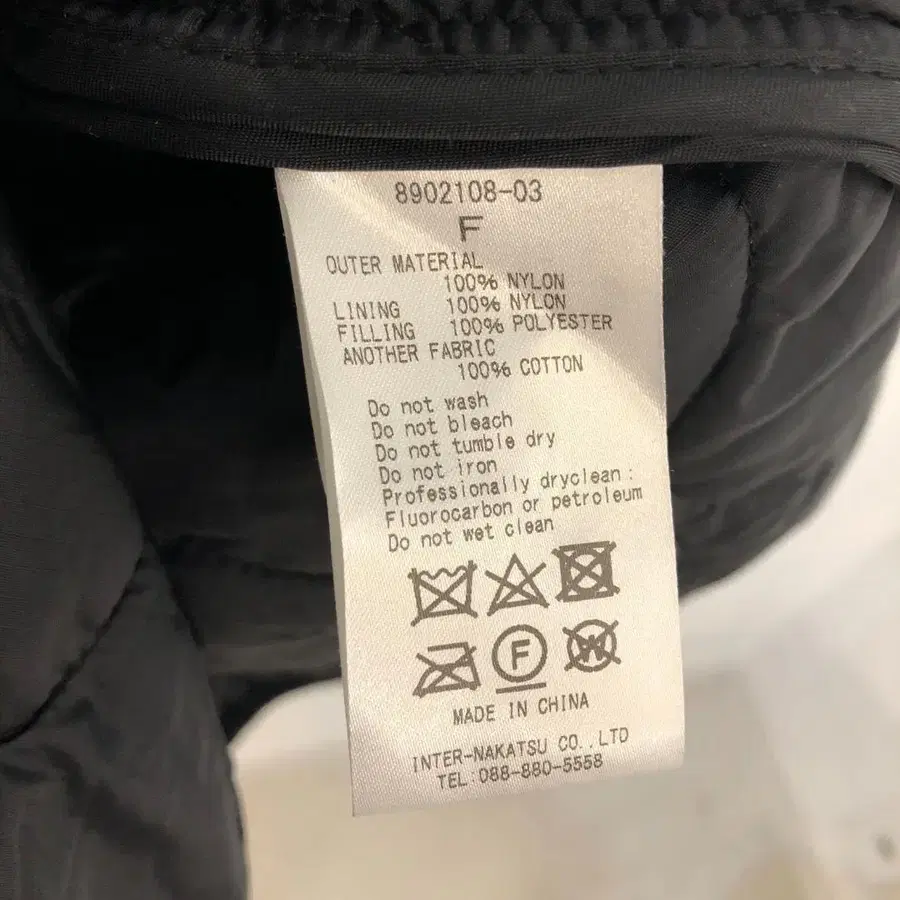 8902108-03
F
OUTER MATERIAL
100% NYLON
LINING 100% NYLON
FILLING 100% POLYESTER
ANOTHER FABRIC
100% COTTON
Do not wash
Do not bleach
Do not tumble dry
Do not iron
Professionally dryclean:
Fluorocarbon or petroleum
Do not wet clean
F W
MADE IN CHINA
INTER-NAKATSU CO.,LTD
TEL:088-880-5558